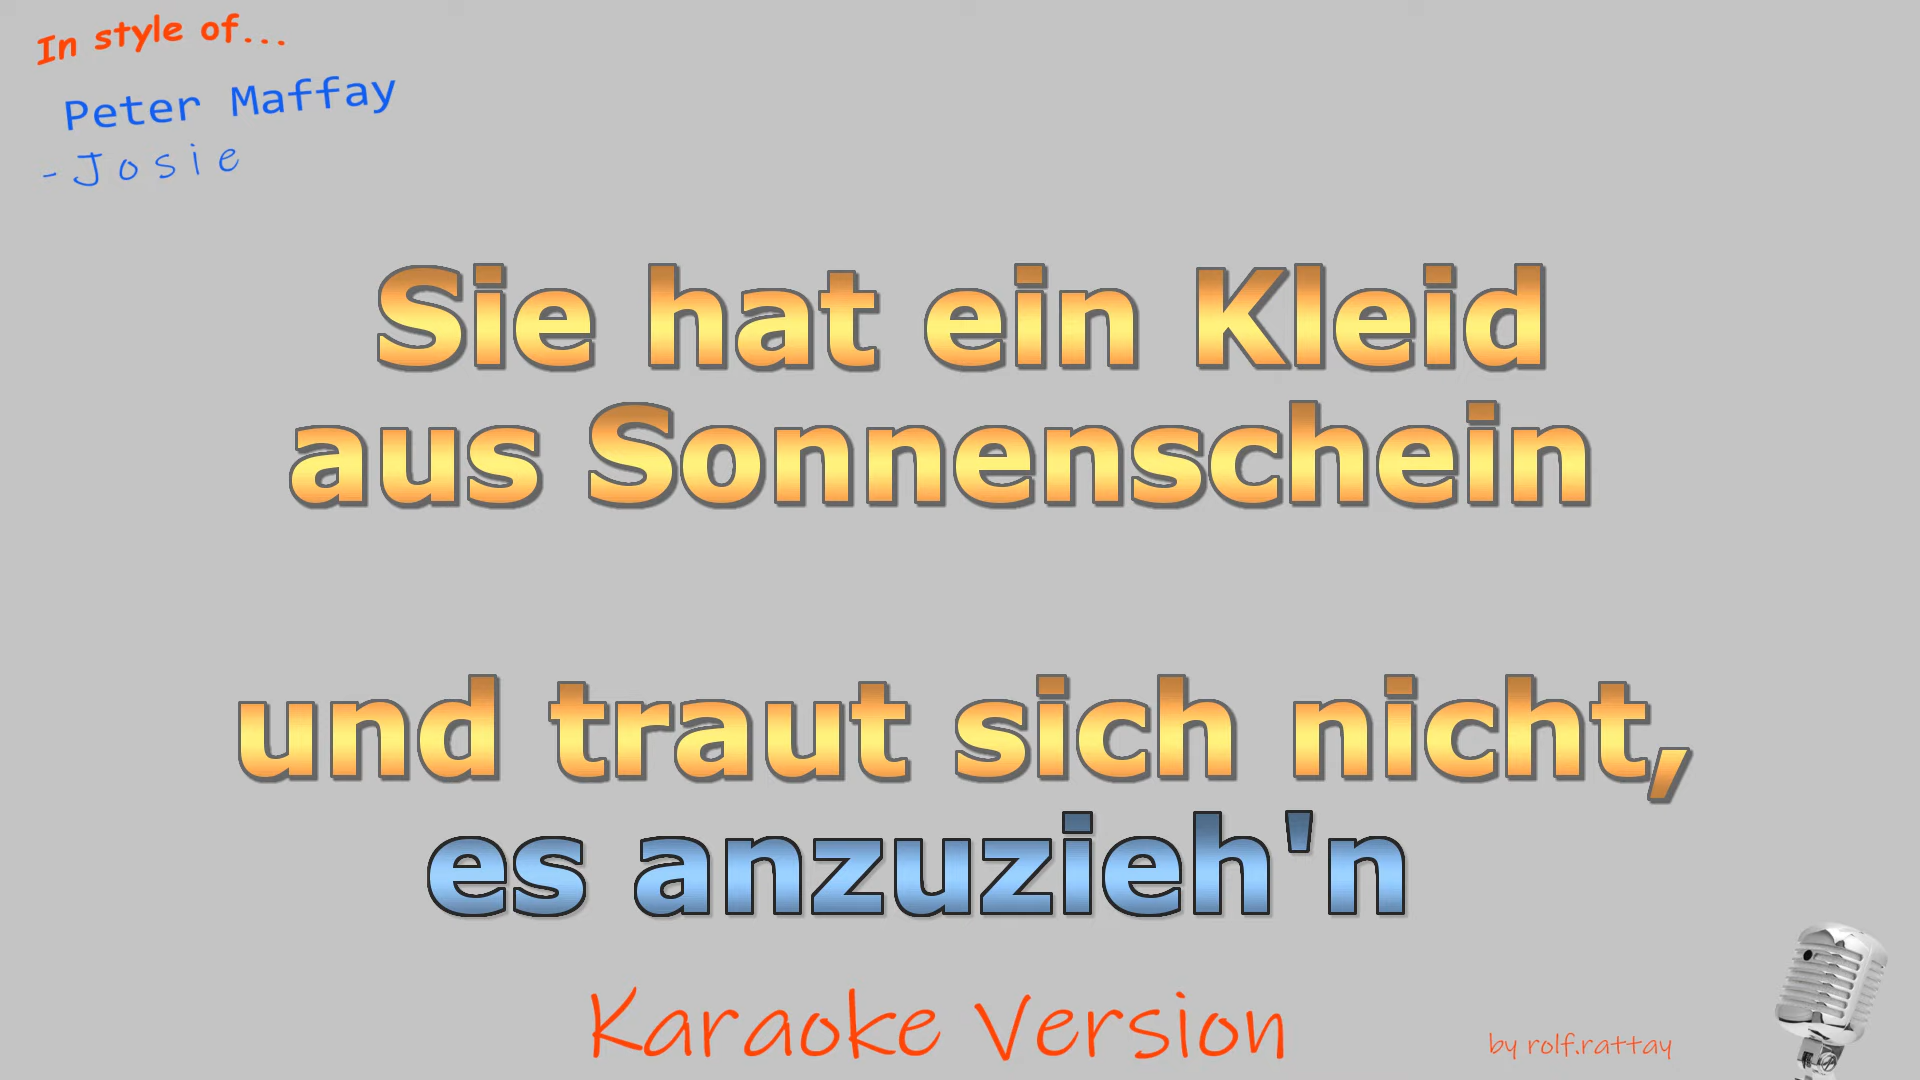 In style of...
Peter Maffay
- Josie
Sie hat ein Kleid
aus Sonnenschein
und traut sich nicht,
es anzuzieh'n
Karaoke Version
by rolf.rattay